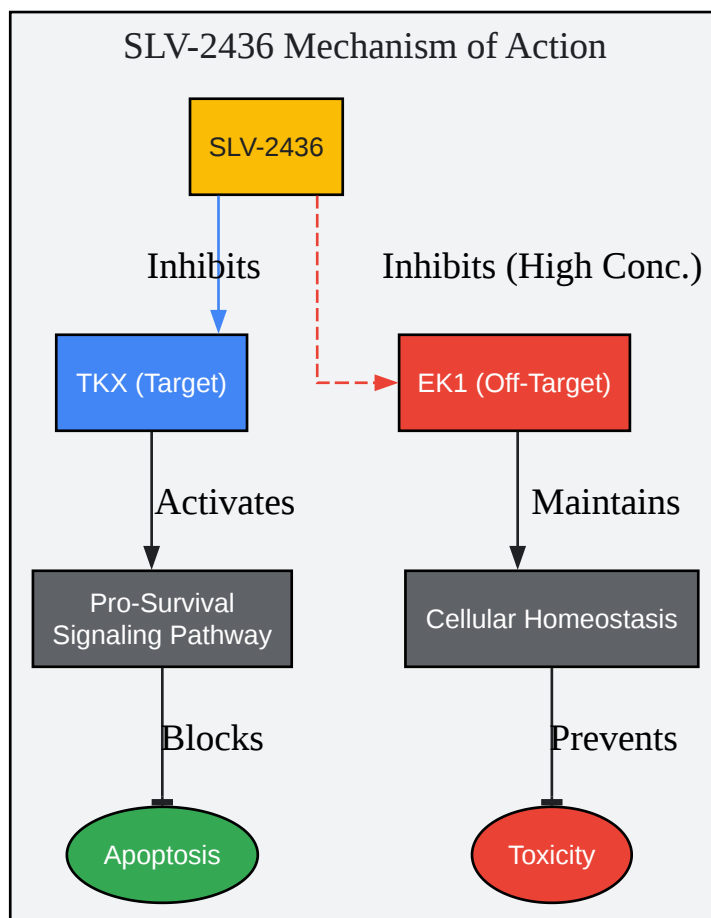 SLV-2436 Mechanism of Action
SLV-2436
Inhibits
Inhibits (High Conc.)
TKX (Target)
EK1 (Off-Target)
Activates
Maintains
Pro-Survival
Signaling Pathway
Cellular Homeostasis
Blocks
Prevents
Apoptosis
Toxicity